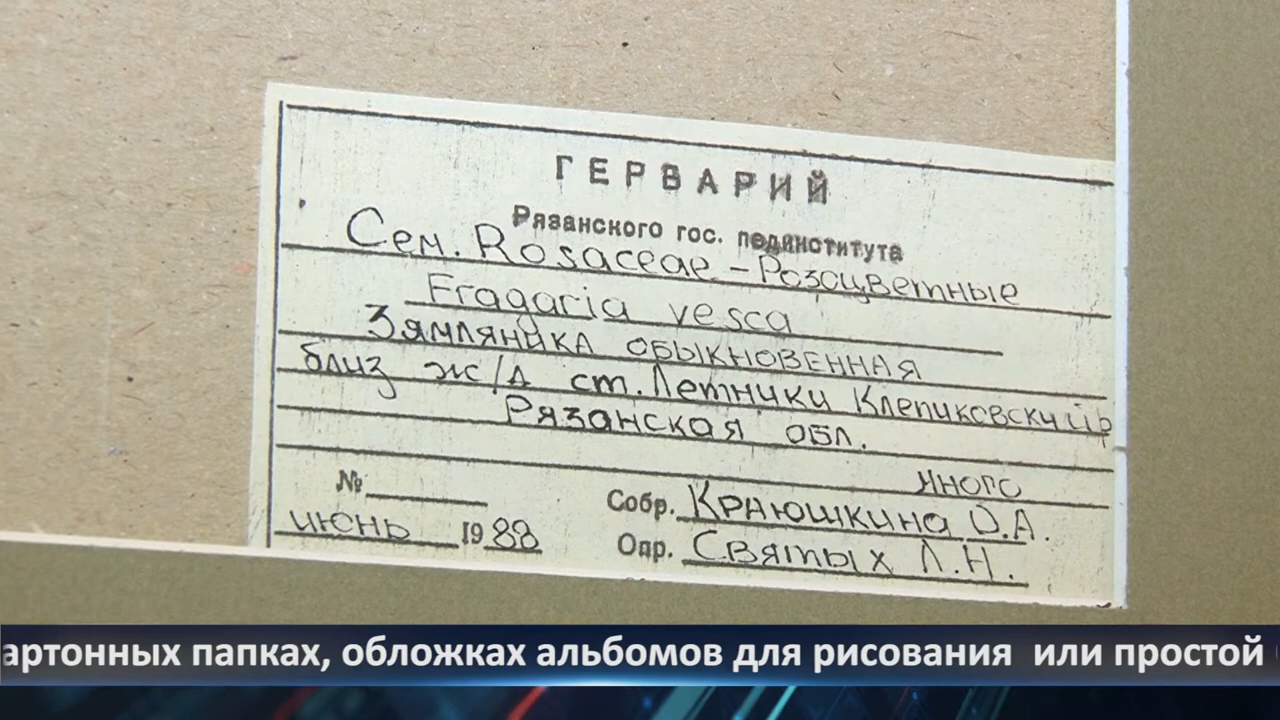 ГЕРБАРИЙ
Рязанского гос. пединститута
Сем. Rosaceae – Розоцветные
Fragaria vesca
Зямляника обыкновенная
близ ж/д ст. Летники Клепиковский р
Рязанская обл.
много
№
Собр. Краюшкина О.А.
июнь 1988
Опр. Святых Л.Н.
артонных папках, обложках альбомов для рисования или простой